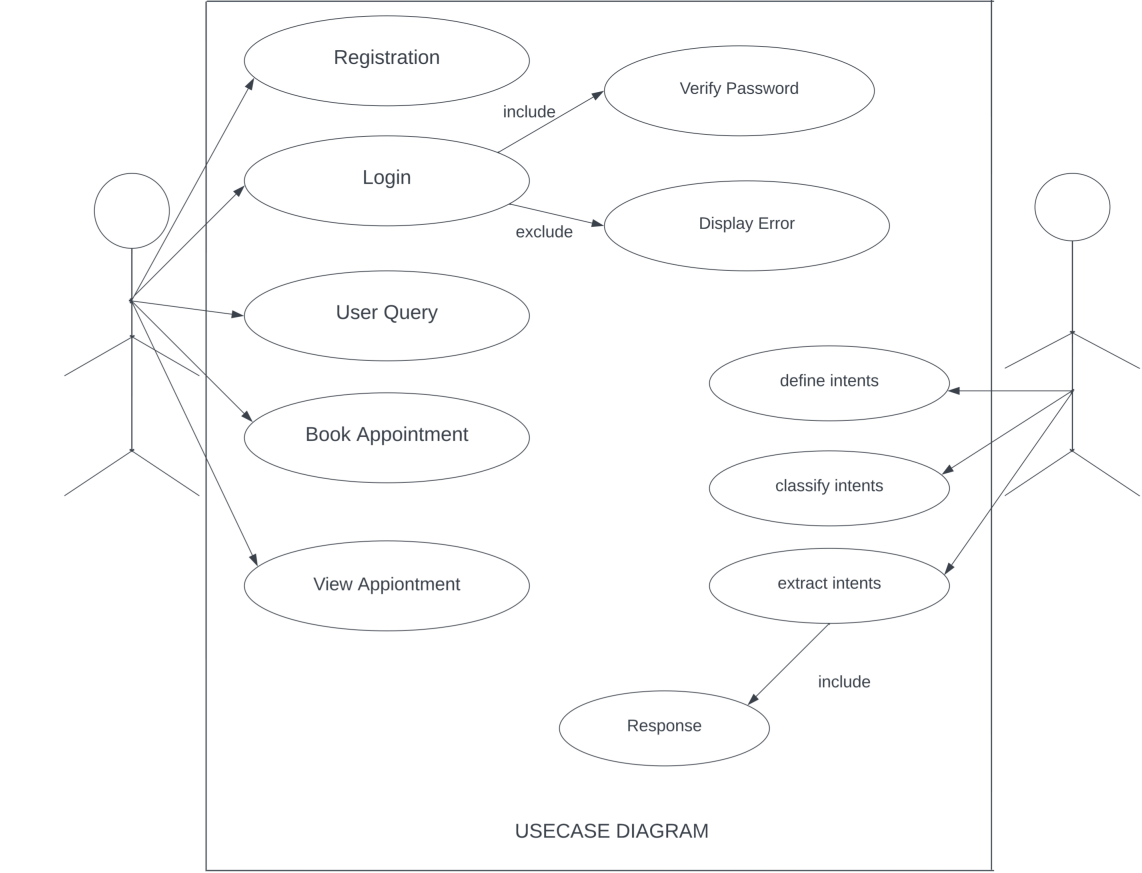 Registration
Verify Password
include
Login
Display Error
exclude
User Query
define intents
Book Appointment
classify intents
View Appiontment
extract intents
include
Response
USECASE DIAGRAM